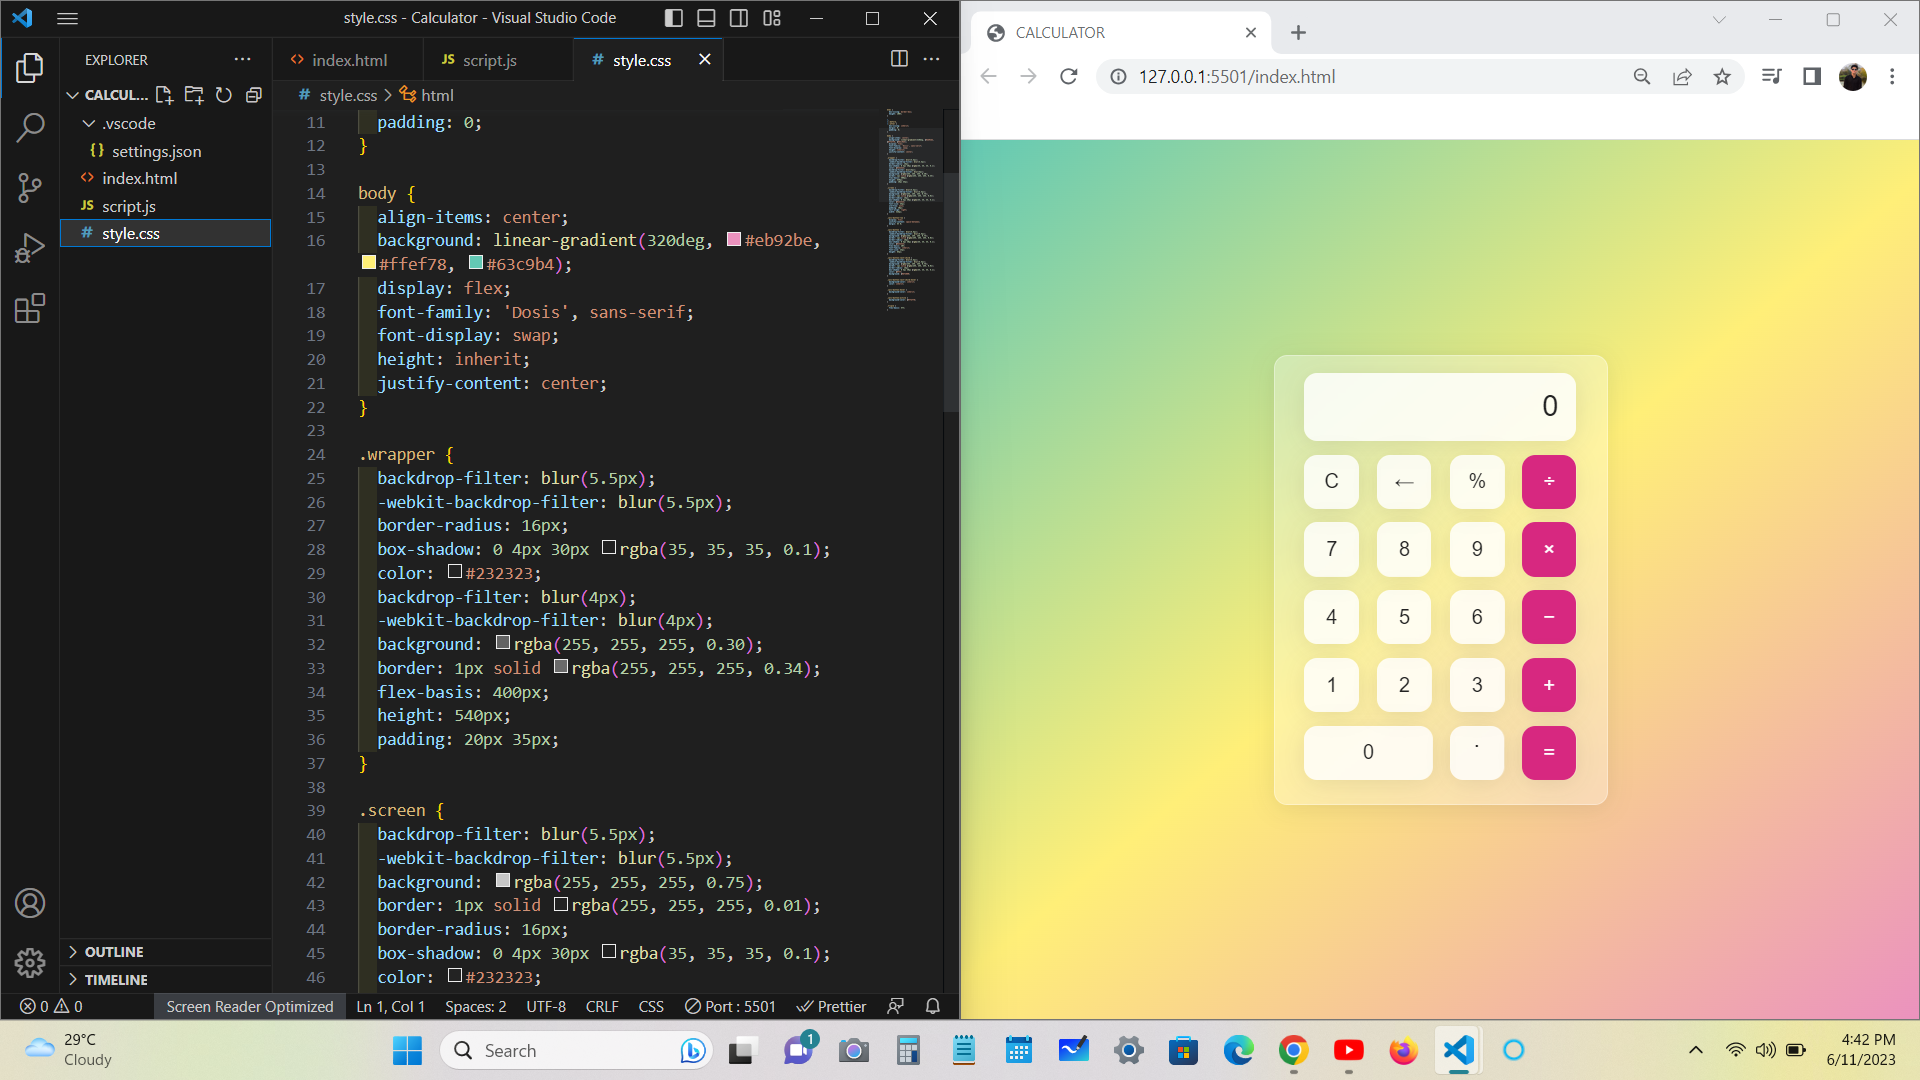 style.css - Calculator - Visual Studio Code
EXPLORER
CALCUL...
.vscode
settings.json
index.html
script.js
style.css
index.html
script.js
style.css
style.css > html
11 padding: 0;
12 }
13
14 body {
15 align-items: center;
16 background: linear-gradient(320deg, #eb92be,
#ffef78, #63c9b4);
17 display: flex;
18 font-family: 'Dosis', sans-serif;
19 font-display: swap;
20 height: inherit;
21 justify-content: center;
22 }
23
24 .wrapper {
25 backdrop-filter: blur(5.5px);
26 -webkit-backdrop-filter: blur(5.5px);
27 border-radius: 16px;
28 box-shadow: 0 4px 30px rgba(35, 35, 35, 0.1);
29 color: #232323;
30 backdrop-filter: blur(4px);
31 -webkit-backdrop-filter: blur(4px);
32 background: rgba(255, 255, 255, 0.30);
33 border: 1px solid rgba(255, 255, 255, 0.34);
34 flex-basis: 400px;
35 height: 540px;
36 padding: 20px 35px;
37 }
38
39 .screen {
40 backdrop-filter: blur(5.5px);
41 -webkit-backdrop-filter: blur(5.5px);
42 background: rgba(255, 255, 255, 0.75);
43 border: 1px solid rgba(255, 255, 255, 0.01);
44 border-radius: 16px;
45 box-shadow: 0 4px 30px rgba(35, 35, 35, 0.1);
46 color: #232323;
OUTLINE
TIMELINE
0 0 Screen Reader Optimized Ln 1, Col 1 Spaces: 2 UTF-8 CRLF CSS Port : 5501 Prettier
CALCULATOR
127.0.0.1:5501/index.html
0
C ← % ÷
7 8 9 ×
4 5 6 −
1 2 3 +
0 . =
29°C
Cloudy
Search
1
4:42 PM
6/11/2023